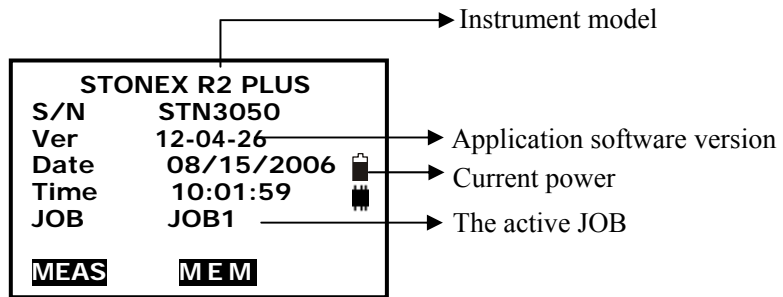 Instrument model
STONEX R2 PLUS
S/N STN3050
Ver 12-04-26
Application software version
Date 08/15/2006
Current power
Time 10:01:59
JOB JOB1
The active JOB
MEAS MEM